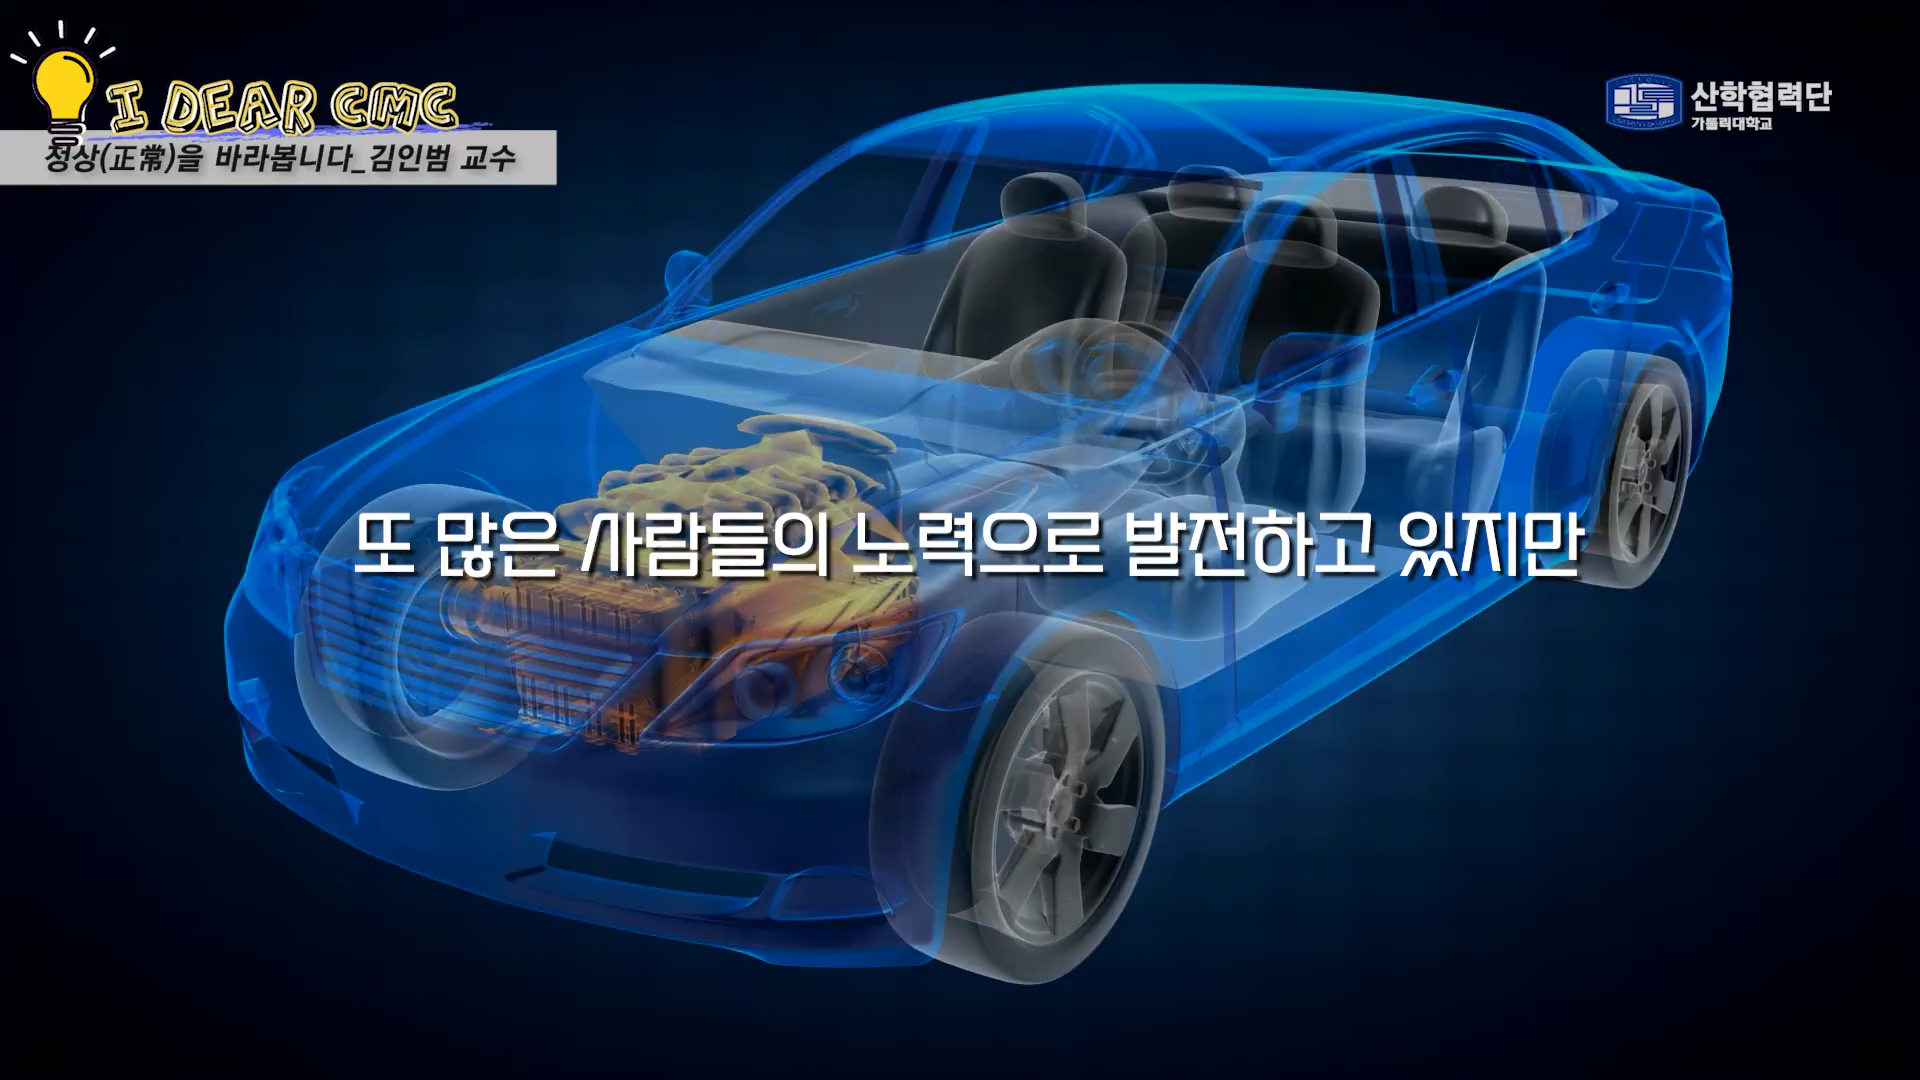 I DEAR CMC
정상(正常)을 바라봅니다_김인범 교수
산학협력단
가톨릭대학교
또 많은 사람들의 노력으로 발전하고 있지만